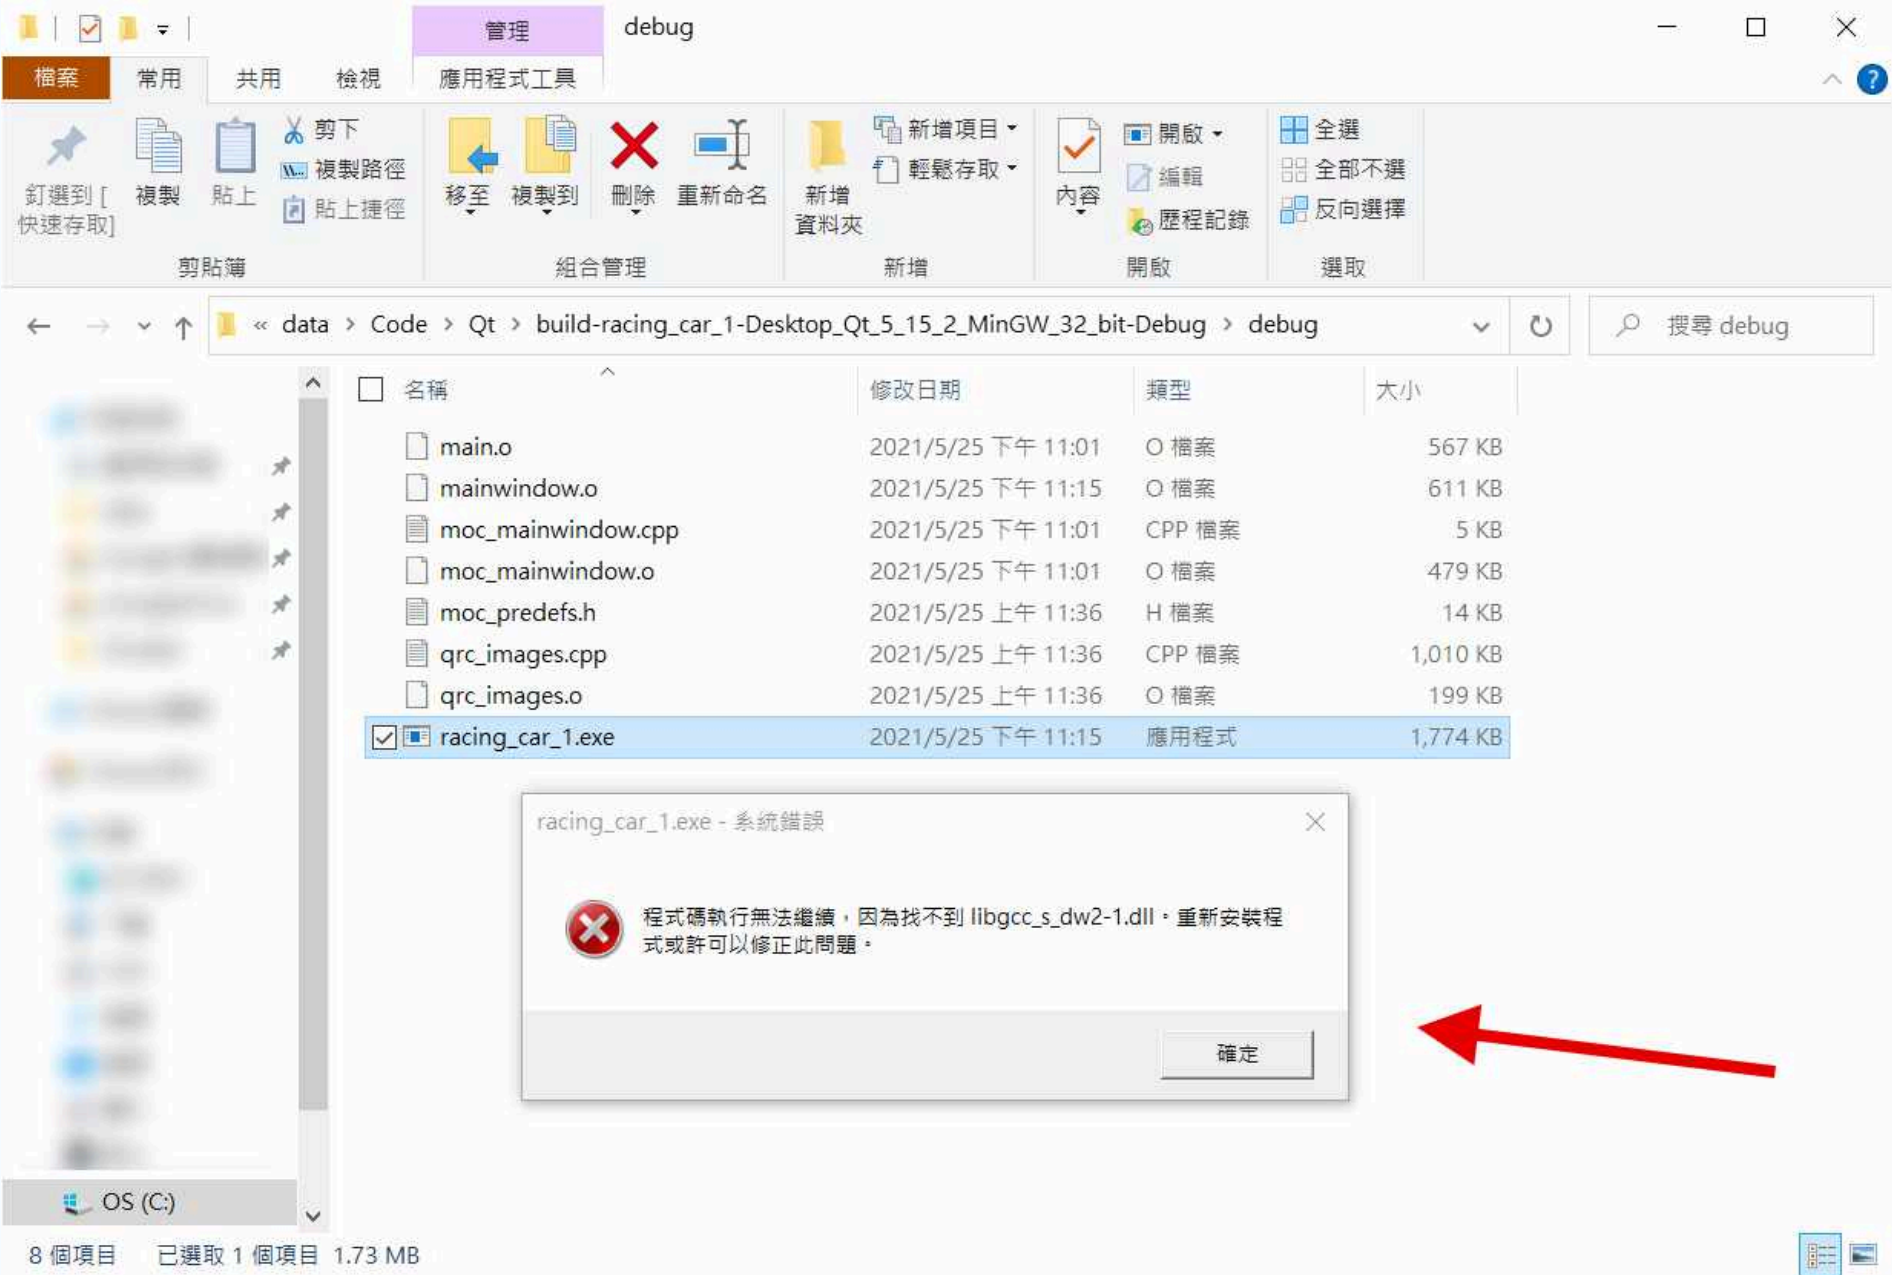 管理
debug
檔案
常用
共用
檢視
應用程式工具
?
釘選到 [
快速存取]
複製
貼上
剪下
複製路徑
貼上捷徑
剪貼簿
移至
複製到
刪除
重新命名
組合管理
新增
資料夾
新增項目
輕鬆存取
新增
內容
開啟
編輯
歷程記錄
開啟
全選
全部不選
反向選擇
選取
« data > Code > Qt > build-racing_car_1-Desktop_Qt_5_15_2_MinGW_32_bit-Debug > debug
搜尋 debug
名稱 修改日期 類型 大小
main.o 2021/5/25 下午 11:01 O 檔案 567 KB
mainwindow.o 2021/5/25 下午 11:15 O 檔案 611 KB
moc_mainwindow.cpp 2021/5/25 下午 11:01 CPP 檔案 5 KB
moc_mainwindow.o 2021/5/25 下午 11:01 O 檔案 479 KB
moc_predefs.h 2021/5/25 上午 11:36 H 檔案 14 KB
qrc_images.cpp 2021/5/25 上午 11:36 CPP 檔案 1,010 KB
qrc_images.o 2021/5/25 上午 11:36 O 檔案 199 KB
racing_car_1.exe 2021/5/25 下午 11:15 應用程式 1,774 KB
racing_car_1.exe - 系統錯誤
程式碼執行無法繼續，因為找不到 libgcc_s_dw2-1.dll。重新安裝程
式或許可以修正此問題。
確定
OS (C:)
8 個項目 已選取 1 個項目 1.73 MB